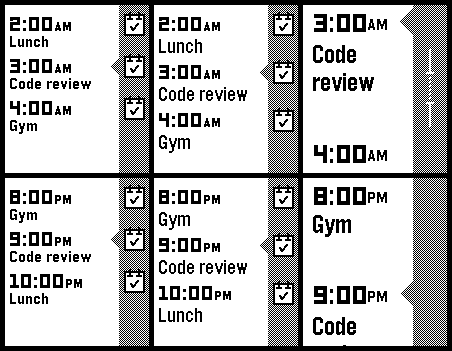 2:00AM
Lunch
3:00AM
Code review
4:00AM
Gym
2:00AM
Lunch
3:00AM
Code review
4:00AM
Gym
3:00AM
Code
review
4:00AM
8:00PM
Gym
9:00PM
Code review
10:00PM
Lunch
8:00PM
Gym
9:00PM
Code review
10:00PM
Lunch
8:00PM
Gym
9:00PM
Code